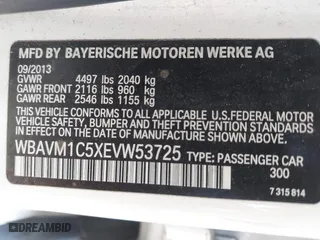 MFD BY BAYERISCHE MOTOREN WERKE AG
09/2013
GVWR 4497 lbs 2040 kg
GAWR FRONT 2116 lbs 960 kg
GAWR REAR 2546 lbs 1155 kg
THIS VEHICLE CONFORMS TO ALL APPLICABLE U.S. FEDERAL MOTOR
VEHICLE SAFETY, BUMPER, AND THEFT PREVENTION STANDARDS
IN EFFECT ON THE DATE OF MANUFACTURE SHOWN ABOVE.
WBAVM1C5XEVW53725 TYPE: PASSENGER CAR
300
7 315 814